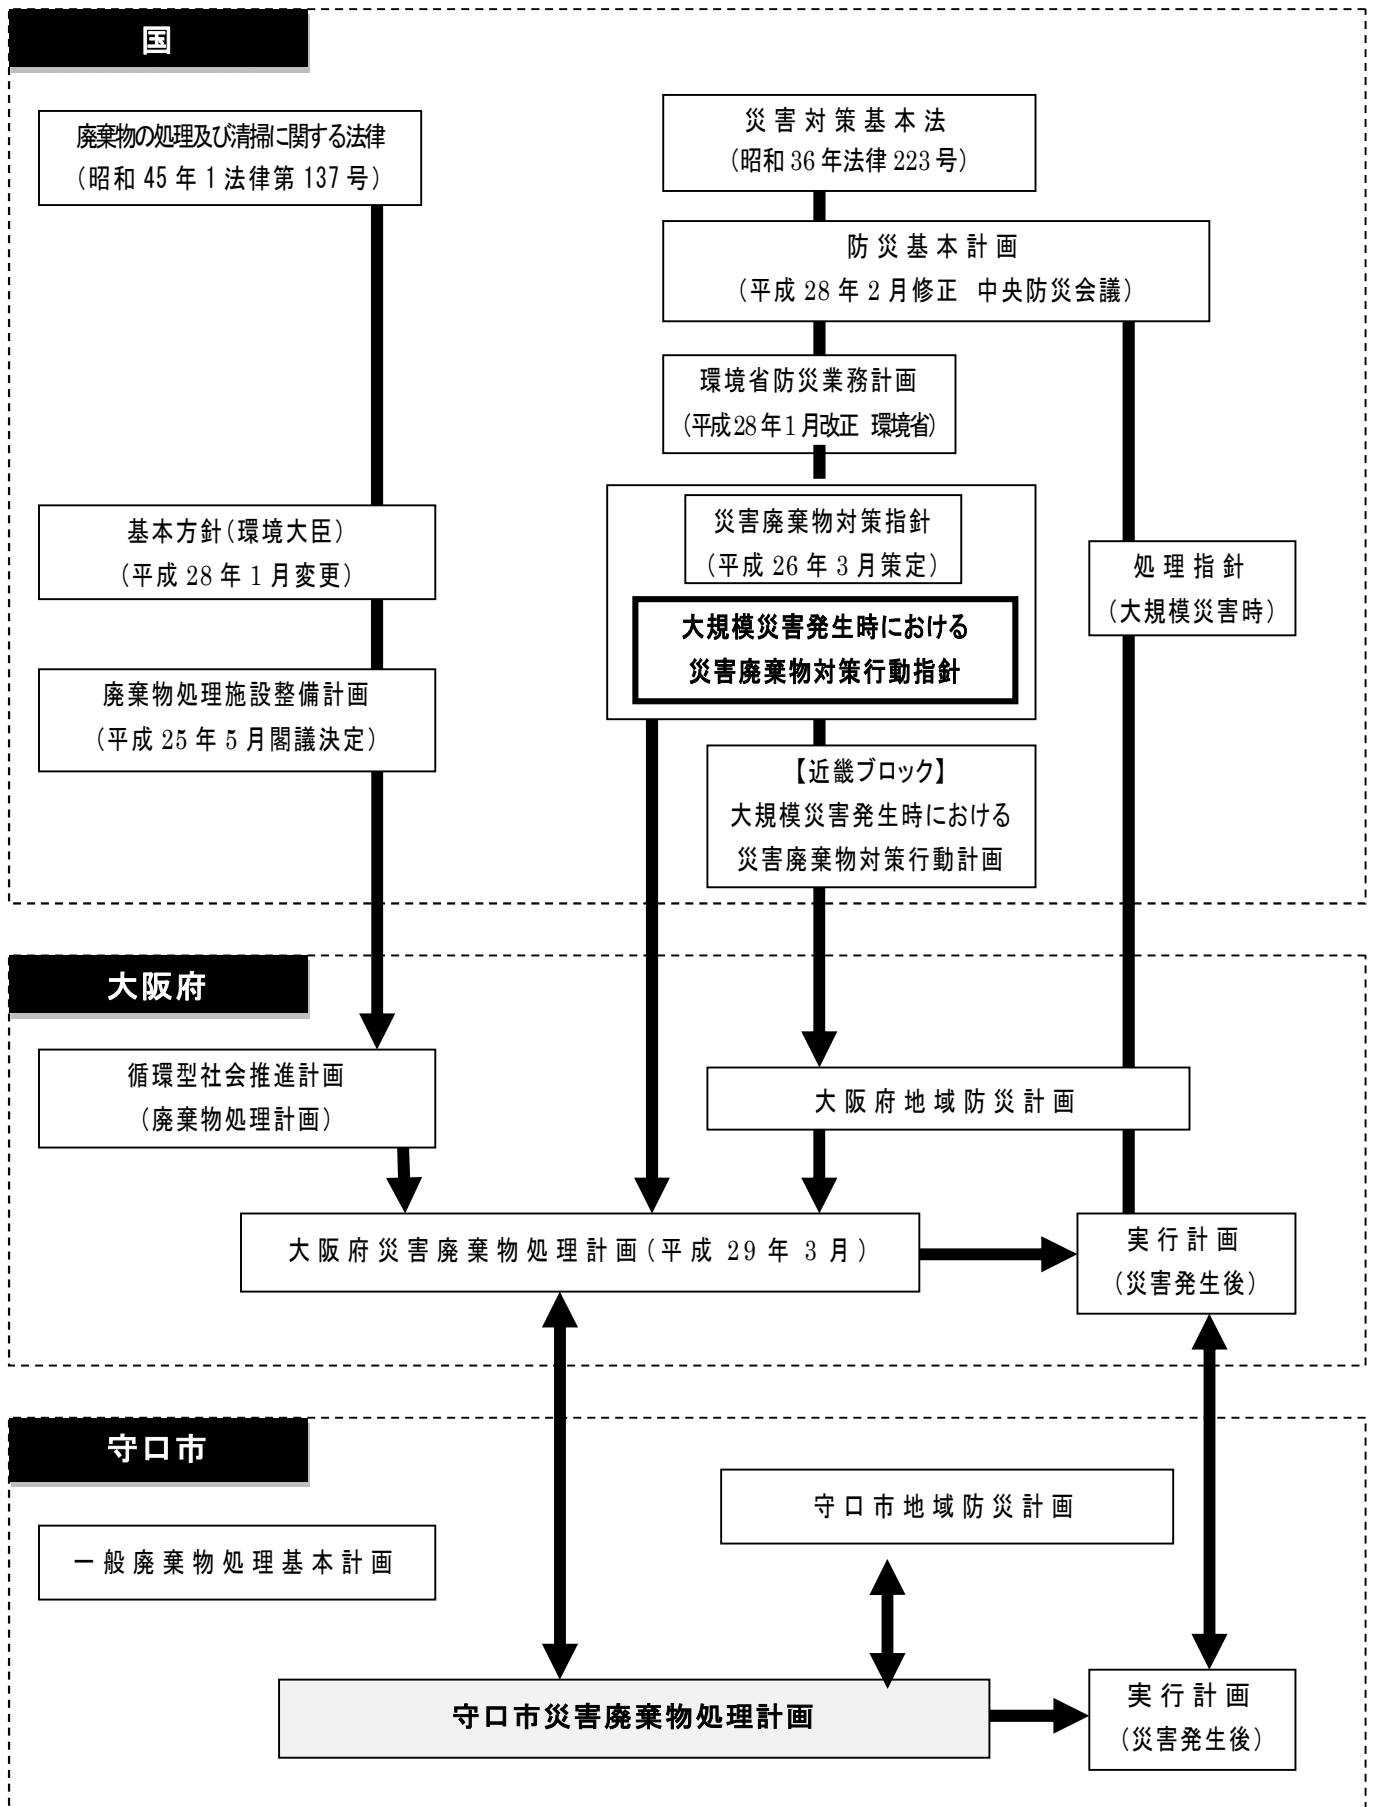 国
廃棄物の処理及び清掃に関する法律
（昭和 45 年 1 法律第 137 号）
災害対策基本法
（昭和 36 年法律 223 号）
防災基本計画
（平成 28 年 2 月修正 中央防災会議）
環境省防災業務計画
（平成 28 年 1 月改正 環境省）
基本方針（環境大臣）
（平成 28 年 1 月変更）
災害廃棄物対策指針
（平成 26 年 3 月策定）
大規模災害発生時における
災害廃棄物対策行動指針
処理指針
（大規模災害時）
廃棄物処理施設整備計画
（平成 25 年 5 月閣議決定）
【近畿ブロック】
大規模災害発生時における
災害廃棄物対策行動計画
大阪府
循環型社会推進計画
（廃棄物処理計画）
大阪府地域防災計画
大阪府災害廃棄物処理計画（平成 29 年 3 月）
実行計画
（災害発生後）
守口市
守口市地域防災計画
一般廃棄物処理基本計画
守口市災害廃棄物処理計画
実行計画
（災害発生後）